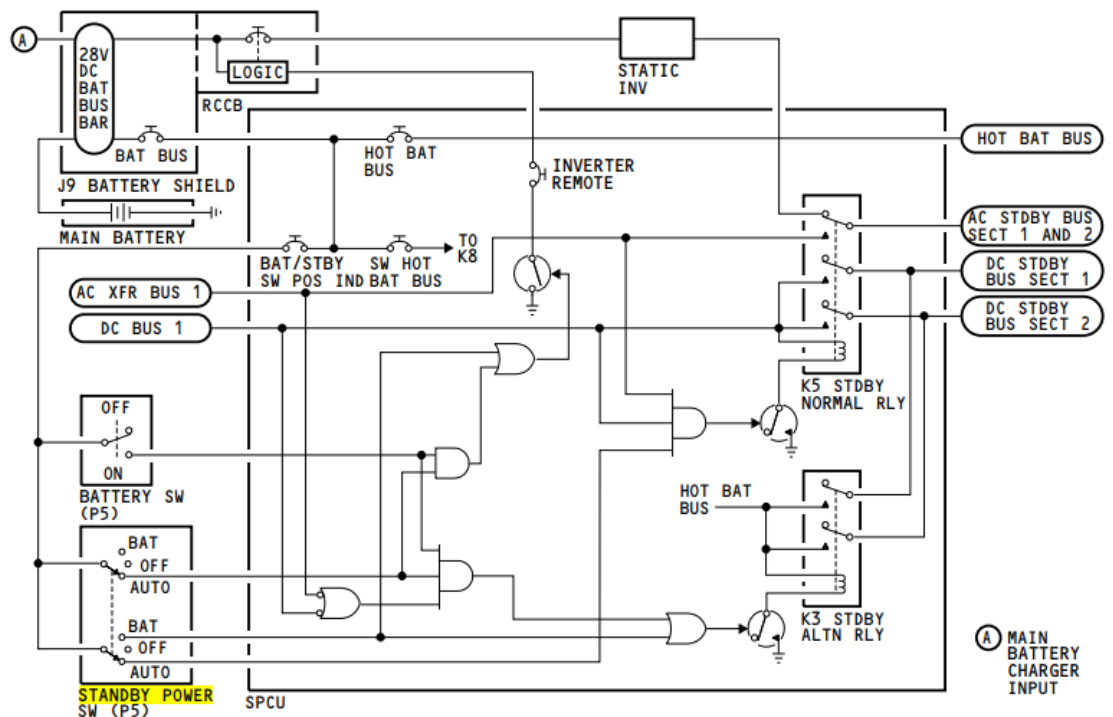 A
28V
DC
BAT
BUS
BAR
LOGIC
RCCB
STATIC
INV
BAT BUS
HOT BAT
BUS
HOT BAT BUS
J9 BATTERY SHIELD
INVERTER
REMOTE
MAIN BATTERY
BAT/STBY
SW POS IND
SW HOT
BAT BUS
TO
K8
AC STDBY BUS
SECT 1 AND 2
DC STDBY
BUS SECT 1
DC STDBY
BUS SECT 2
AC XFR BUS 1
DC BUS 1
K5 STDBY
NORMAL RLY
OFF
ON
BATTERY SW
(P5)
HOT BAT
BUS
BAT
OFF
AUTO
BAT
OFF
AUTO
K3 STDBY
ALTN RLY
STANDBY POWER
SW (P5)
SPCU
A
MAIN
BATTERY
CHARGER
INPUT